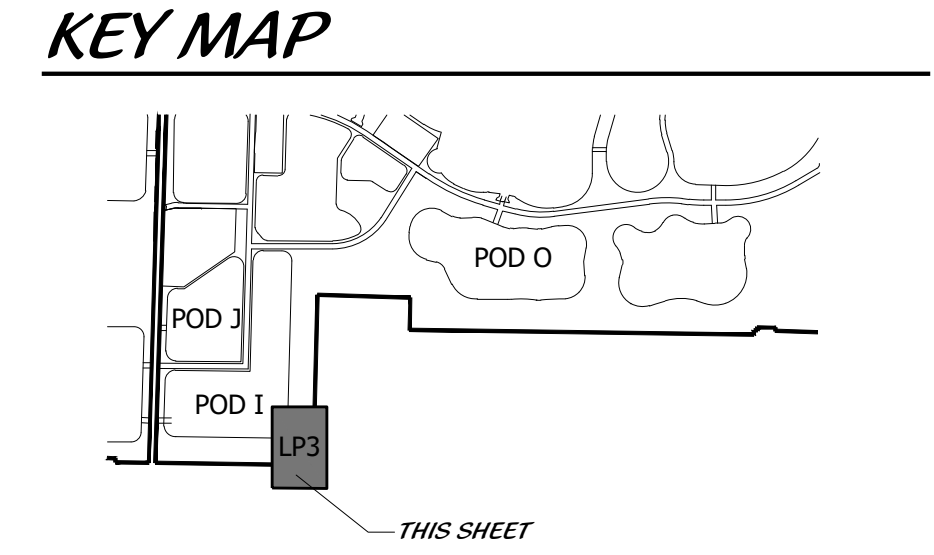 KEY MAP
POD O
POD J
POD I
LP3
THIS SHEET